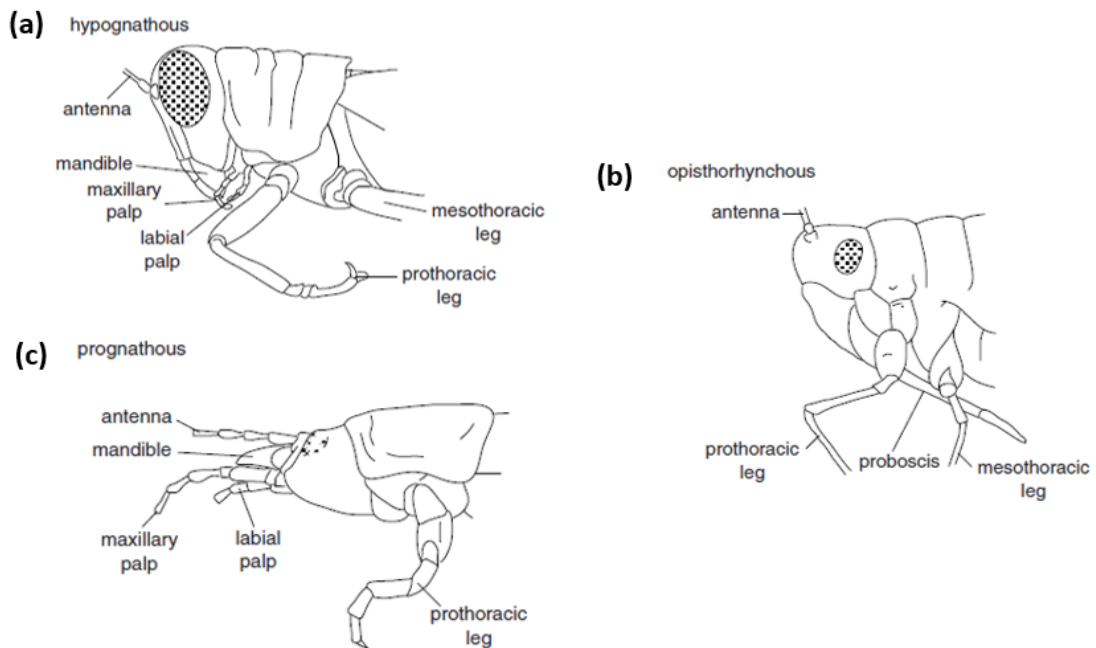 (a) hypognathous
antenna
mandible
maxillary
palp
labial
palp
mesothoracic
leg
prothoracic
leg
(b) opisthorhynchous
antenna
prothoracic
leg
proboscis
mesothoracic
leg
(c) prognathous
antenna
mandible
maxillary
palp
labial
palp
prothoracic
leg